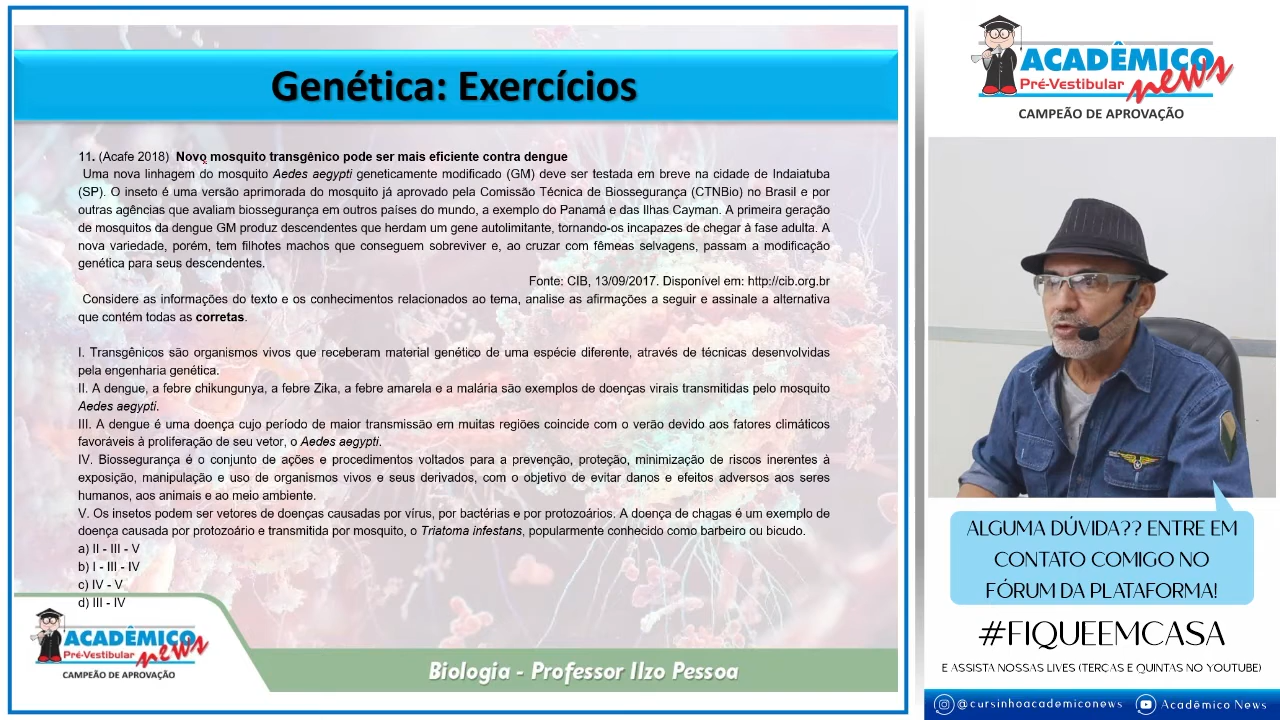 Genética: Exercícios
11. (Acafe 2018) Novo mosquito transgênico pode ser mais eficiente contra dengue
Uma nova linhagem do mosquito Aedes aegypti geneticamente modificado (GM) deve ser testada em breve na cidade de Indaiatuba
(SP). O inseto é uma versão aprimorada do mosquito já aprovado pela Comissão Técnica de Biossegurança (CTNBio) no Brasil e por
outras agências que avaliam biossegurança em outros países do mundo, a exemplo do Panamá e das Ilhas Cayman. A primeira geração
de mosquitos da dengue GM produz descendentes que herdam um gene autolimitante, tornando-os incapazes de chegar à fase adulta. A
nova variedade, porém, tem filhotes machos que conseguem sobreviver e, ao cruzar com fêmeas selvagens, passam a modificação
genética para seus descendentes.
Fonte: CIB, 13/09/2017. Disponível em: http://cib.org.br
Considere as informações do texto e os conhecimentos relacionados ao tema, analise as afirmações a seguir e assinale a alternativa
que contém todas as corretas.
I. Transgênicos são organismos vivos que receberam material genético de uma espécie diferente, através de técnicas desenvolvidas
pela engenharia genética.
II. A dengue, a febre chikungunya, a febre Zika, a febre amarela e a malária são exemplos de doenças virais transmitidas pelo mosquito
Aedes aegypti.
III. A dengue é uma doença cujo período de maior transmissão em muitas regiões coincide com o verão devido aos fatores climáticos
favoráveis à proliferação de seu vetor, o Aedes aegypti.
IV. Biossegurança é o conjunto de ações e procedimentos voltados para a prevenção, proteção, minimização de riscos inerentes à
exposição, manipulação e uso de organismos vivos e seus derivados, com o objetivo de evitar danos e efeitos adversos aos seres
humanos, aos animais e ao meio ambiente.
V. Os insetos podem ser vetores de doenças causadas por vírus, por bactérias e por protozoários. A doença de chagas é um exemplo de
doença causada por protozoário e transmitida por mosquito, o Triatoma infestans, popularmente conhecido como barbeiro ou bicudo.
a) II - III - V
b) I - III - IV
c) IV - V
d) III - IV
ACADÊMICO
Pré-Vestibular news
CAMPEÃO DE APROVAÇÃO
Biologia - Professor Ilzo Pessoa
ACADÊMICO
Pré-Vestibular news
CAMPEÃO DE APROVAÇÃO
ALGUMA DÚVIDA?? ENTRE EM
CONTATO COMIGO NO
FÓRUM DA PLATAFORMA!
#FIQUEEMCASA
E ASSISTA NOSSAS LIVES (TERÇAS E QUINTAS NO YOUTUBE)
@cursinhoacademiconews Acadêmico News